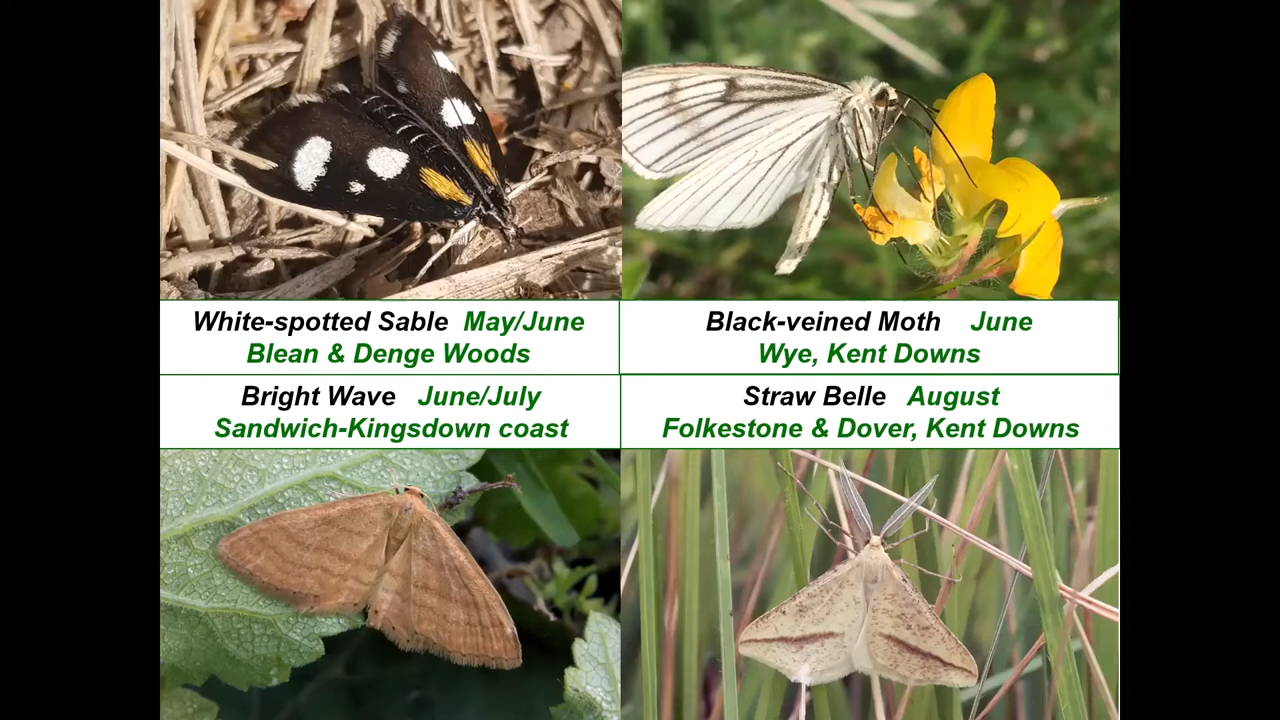 White-spotted Sable May/June
Blean & Denge Woods
Black-veined Moth June
Wye, Kent Downs
Bright Wave June/July
Sandwich-Kingsdown coast
Straw Belle August
Folkestone & Dover, Kent Downs